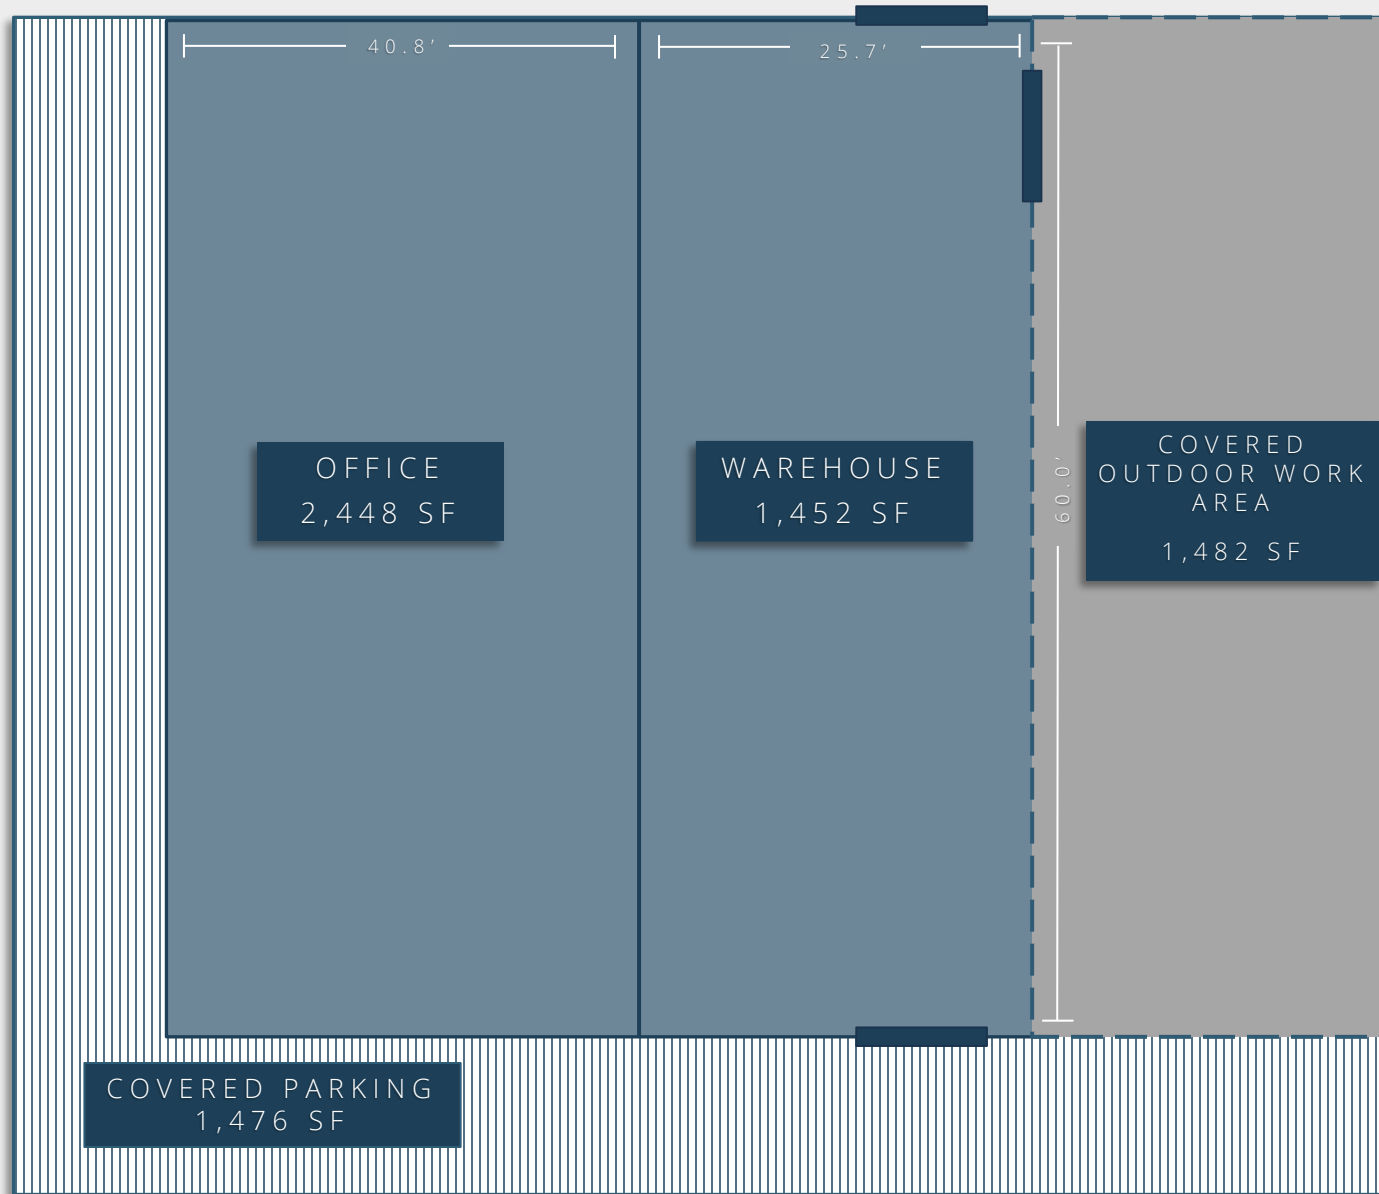 40.8’
25.7’
OFFICE
2,448 SF
WAREHOUSE
1,452 SF
60.0’
COVERED
OUTDOOR WORK
AREA
1,482 SF
COVERED PARKING
1,476 SF